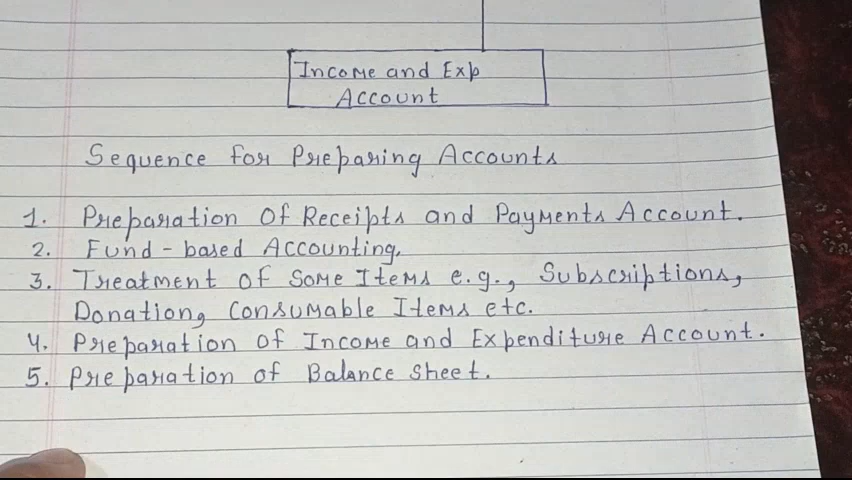 Income and Exp
Account
Sequence for Preparing Accounts
1. Preparation Of Receipts and Payments Account.
2. Fund-based Accounting.
3. Treatment of Some Items e.g., Subscriptions,
Donation, Consumable Items etc.
4. Preparation of Income and Expenditure Account.
5. Preparation of Balance Sheet.